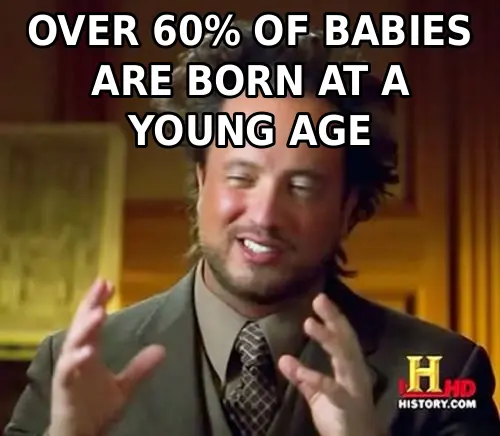 OVER 60% OF BABIES
ARE BORN AT A
YOUNG AGE
H HD
HISTORY.COM